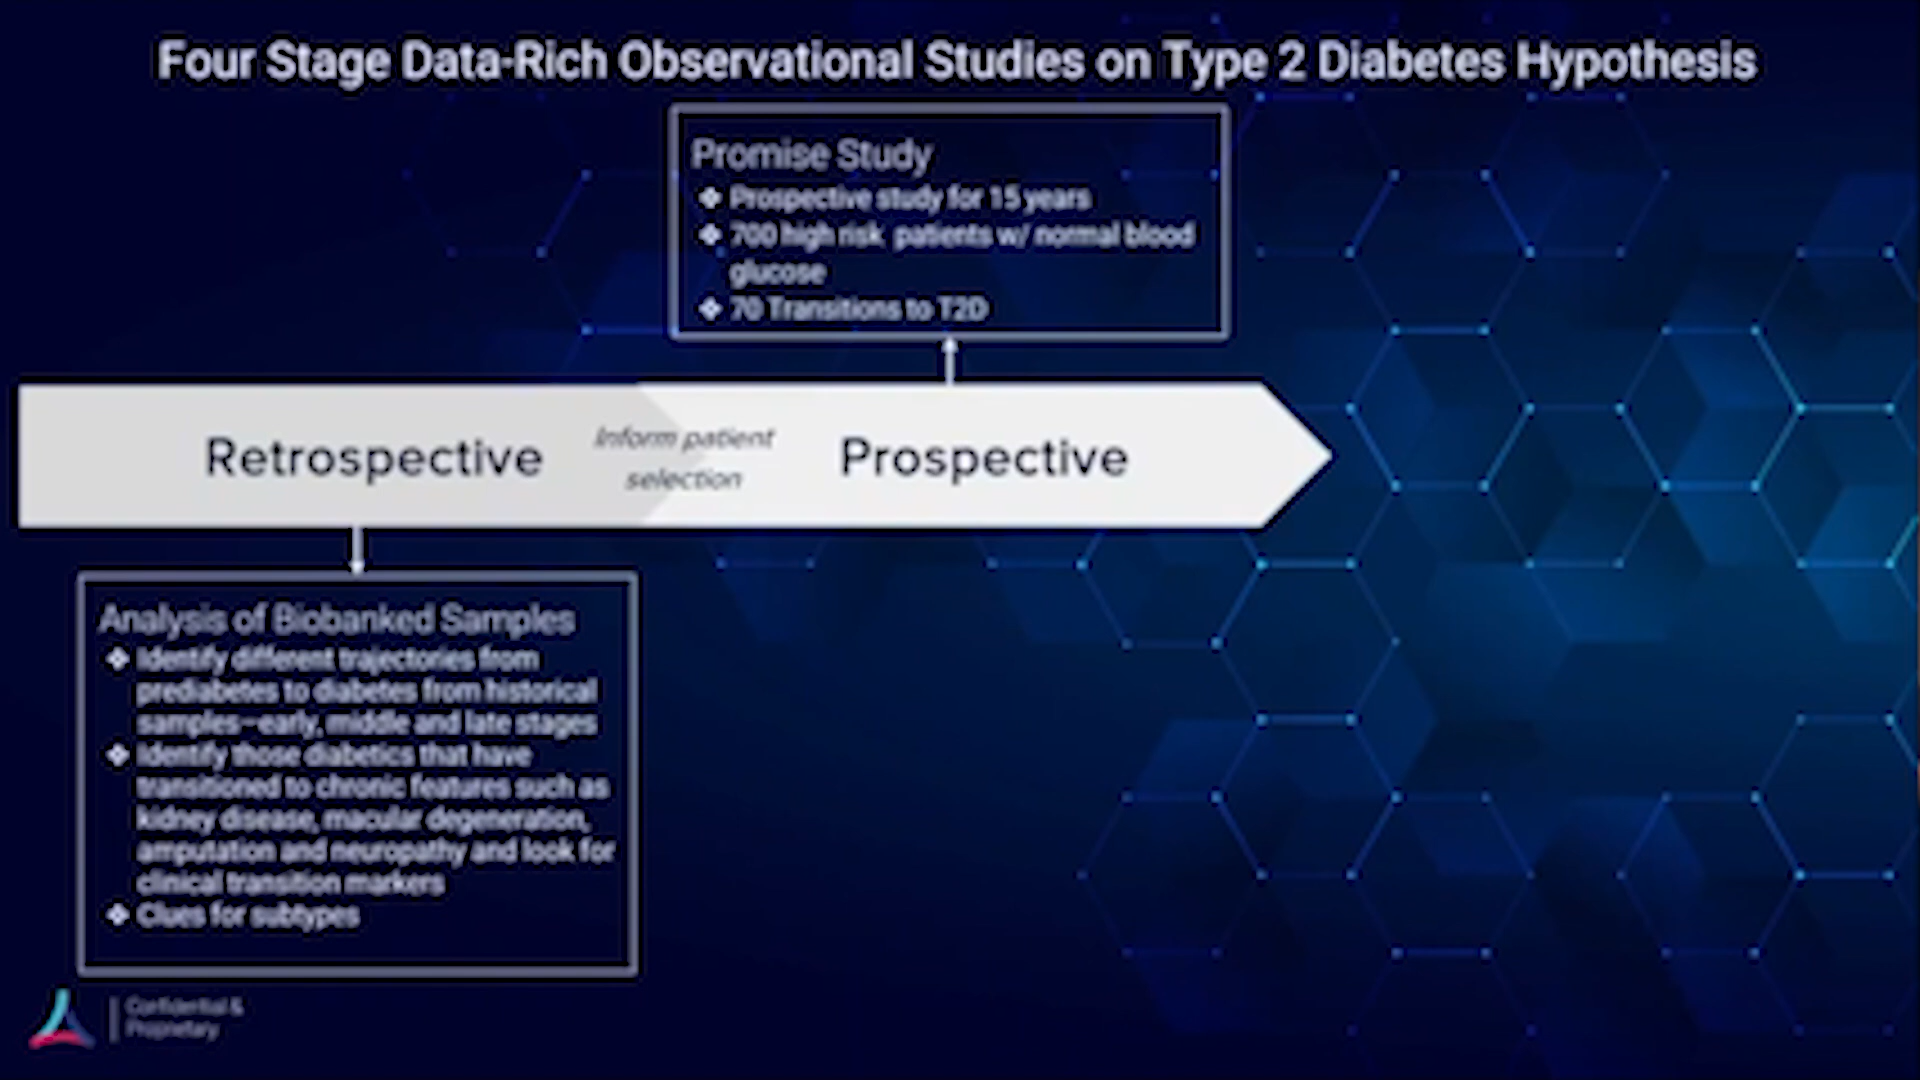 Four Stage Data-Rich Observational Studies on Type 2 Diabetes Hypothesis
Promise Study
❖ Prospective study for 15 years
❖ 700 high risk patients w/ normal blood
glucose
❖ 70 Transitions to T2D
Retrospective
Inform patient
selection
Prospective
Analysis of Biobanked Samples
❖ Identify different trajectories from
prediabetes to diabetes from historical
samples—early, middle and late stages
❖ Identify those diabetics that have
transitioned to chronic features such as
kidney disease, macular degeneration,
amputation and neuropathy and look for
clinical transition markers
❖ Clues for subtypes
Confidential &
Proprietary